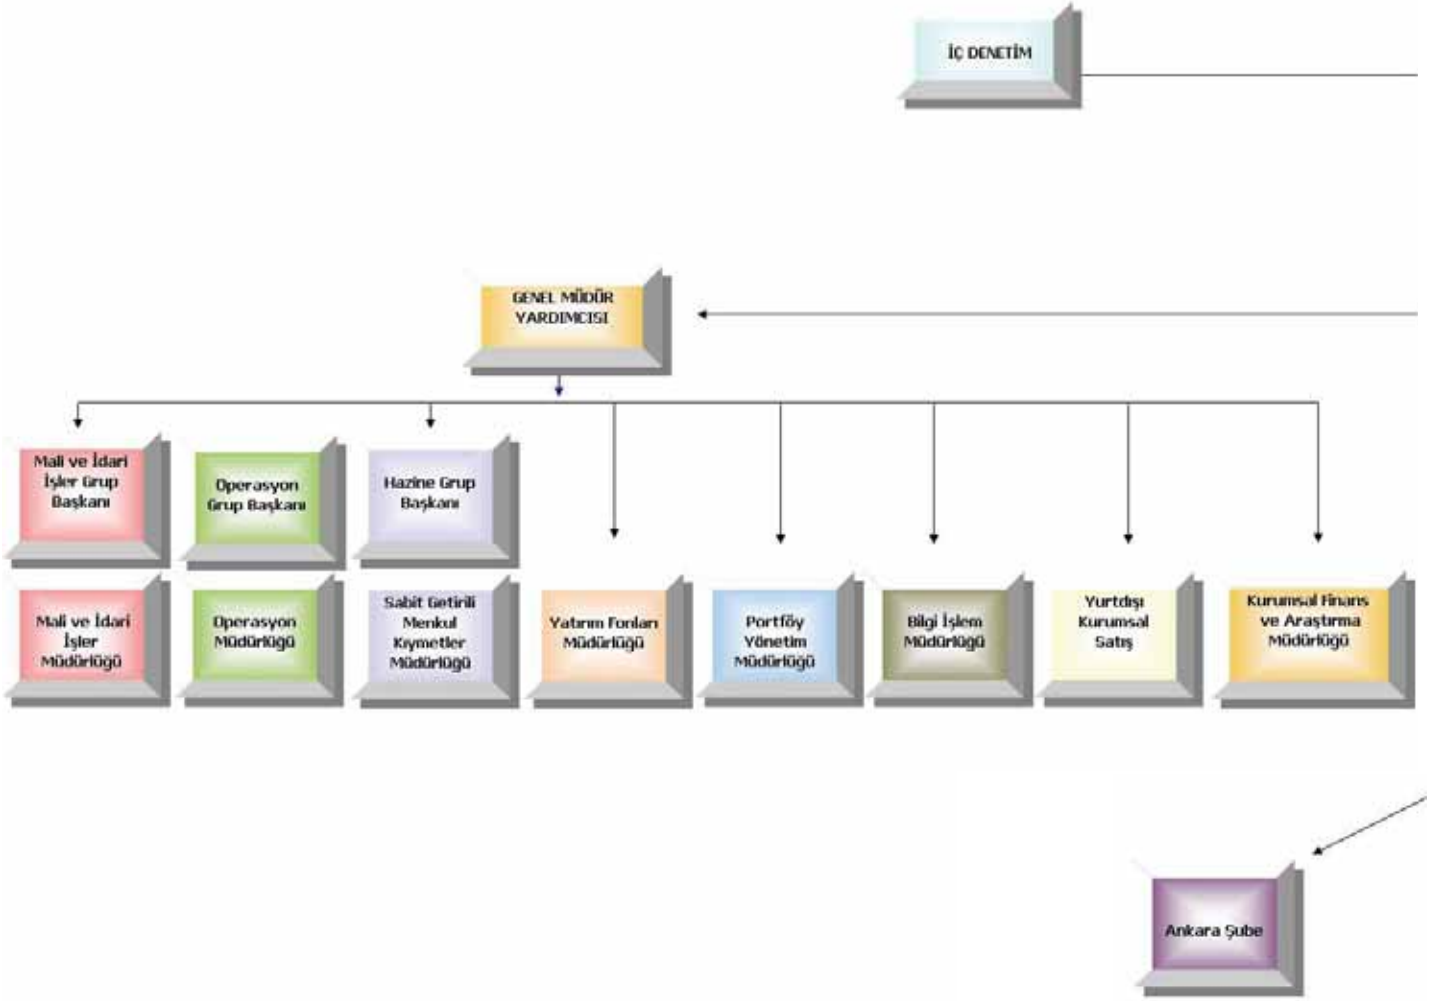 İÇ DENETİM
GENEL MÜDÜR
YARDIMCISI
Mali ve İdari
İşler Grup
Başkanı
Operasyon
Grup Başkanı
Hazine Grup
Başkanı
Mali ve İdari
İşler
Müdürlüğü
Operasyon
Müdürlüğü
Sabit Getirili
Menkul
Kıymetler
Müdürlüğü
Yatırım Fonları
Müdürlüğü
Portföy
Yönetim
Müdürlüğü
Bilgi İşlem
Müdürlüğü
Yurtdışı
Kurumsal
Satış
Kurumsal Finans
ve Araştırma
Müdürlüğü
Ankara Şube